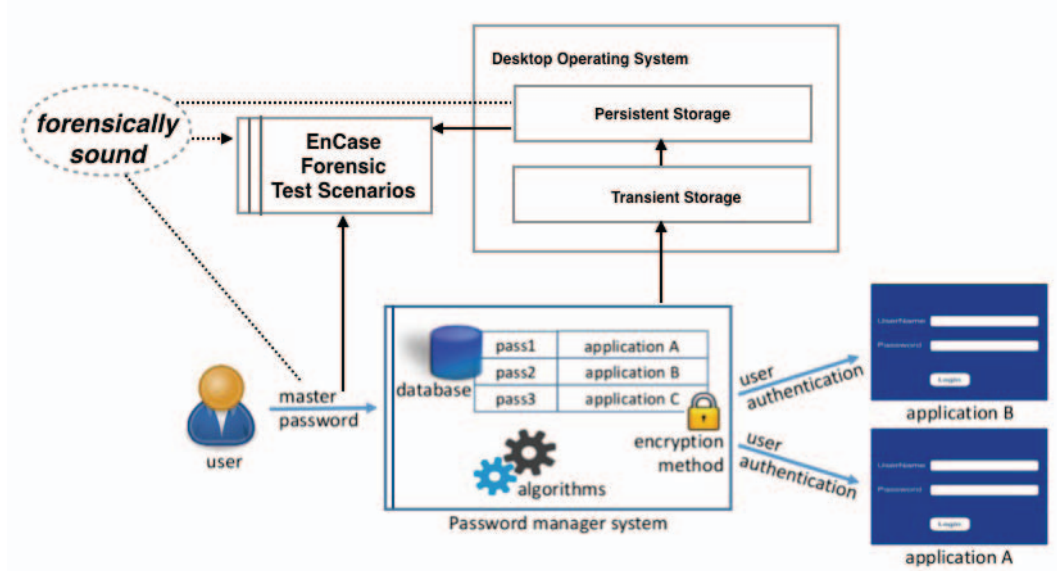 Desktop Operating System
Persistent Storage
Transient Storage
forensically
sound
EnCase
Forensic
Test Scenarios
user
master
password
database
pass1 application A
pass2 application B
pass3 application C
encryption
method
algorithms
Password manager system
user
authentication
user
authentication
UserName
Password
Login
application B
UserName
Password
Login
application A